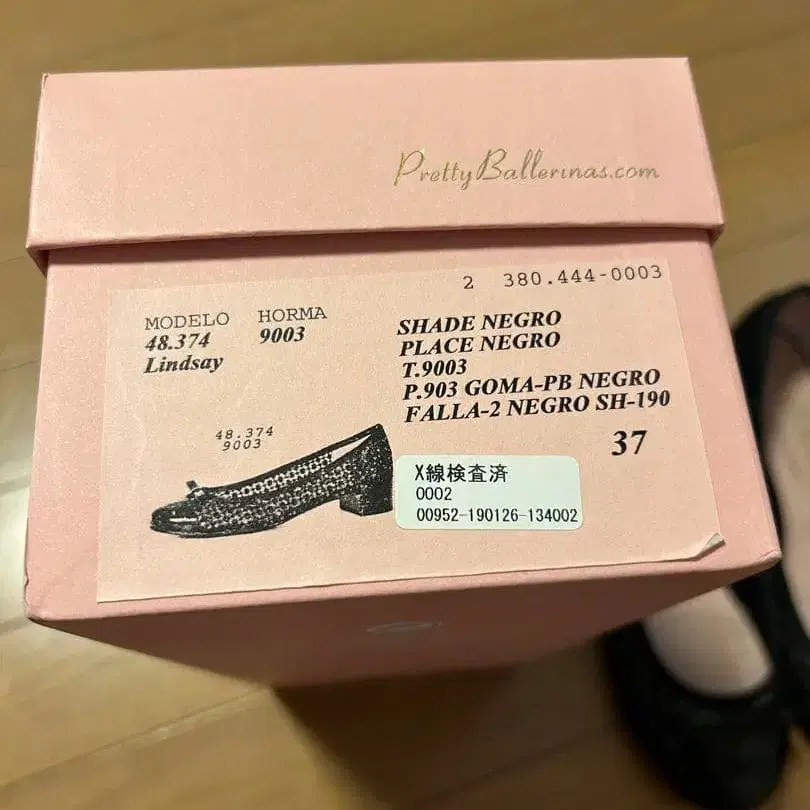 PrettyBallerinas.com
2 380.444-0003
MODELO HORMA
48.374 9003
Lindsay
SHADE NEGRO
PLACE NEGRO
T.9003
P.903 GOMA-PB NEGRO
FALLA-2 NEGRO SH-190
37
48.374
9003
X線検査済
0002
00952-190126-134002